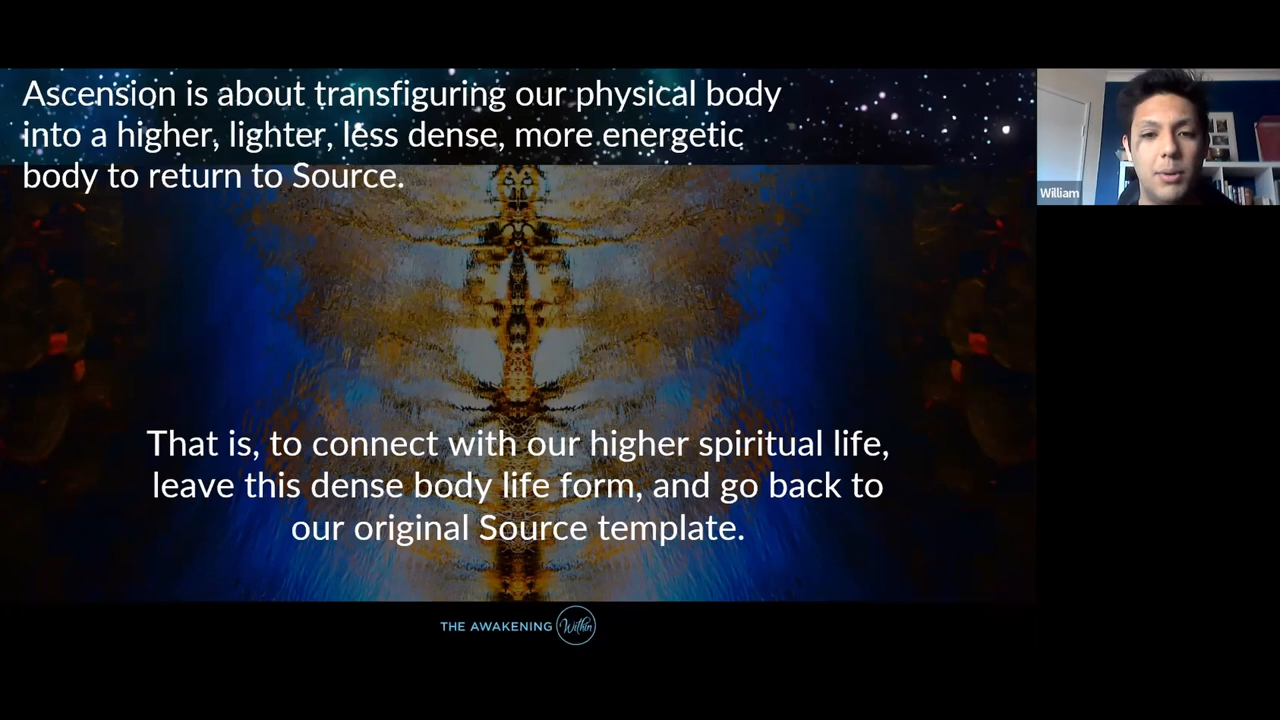 Ascension is about transfiguring our physical body
into a higher, lighter, less dense, more energetic
body to return to Source.
William
That is, to connect with our higher spiritual life,
leave this dense body life form, and go back to
our original Source template.
THE AWAKENING Within